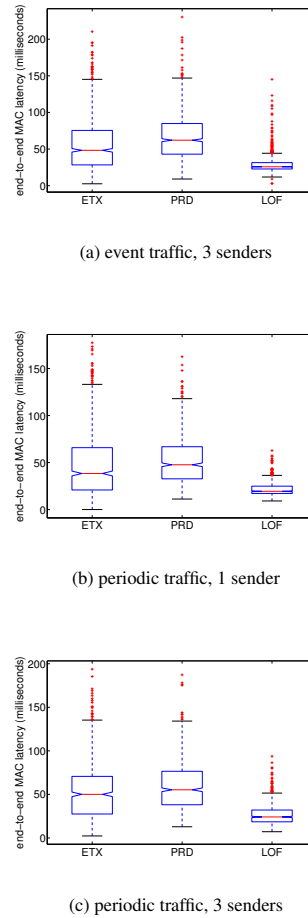 end−to−end MAC latency (milliseconds)
200
150
100
50
0
ETX PRD LOF
(a) event traffic, 3 senders
end−to−end MAC latency (milliseconds)
150
100
50
0
ETX PRD LOF
(b) periodic traffic, 1 sender
end−to−end MAC latency (milliseconds)
200
150
100
50
0
ETX PRD LOF
(c) periodic traffic, 3 senders